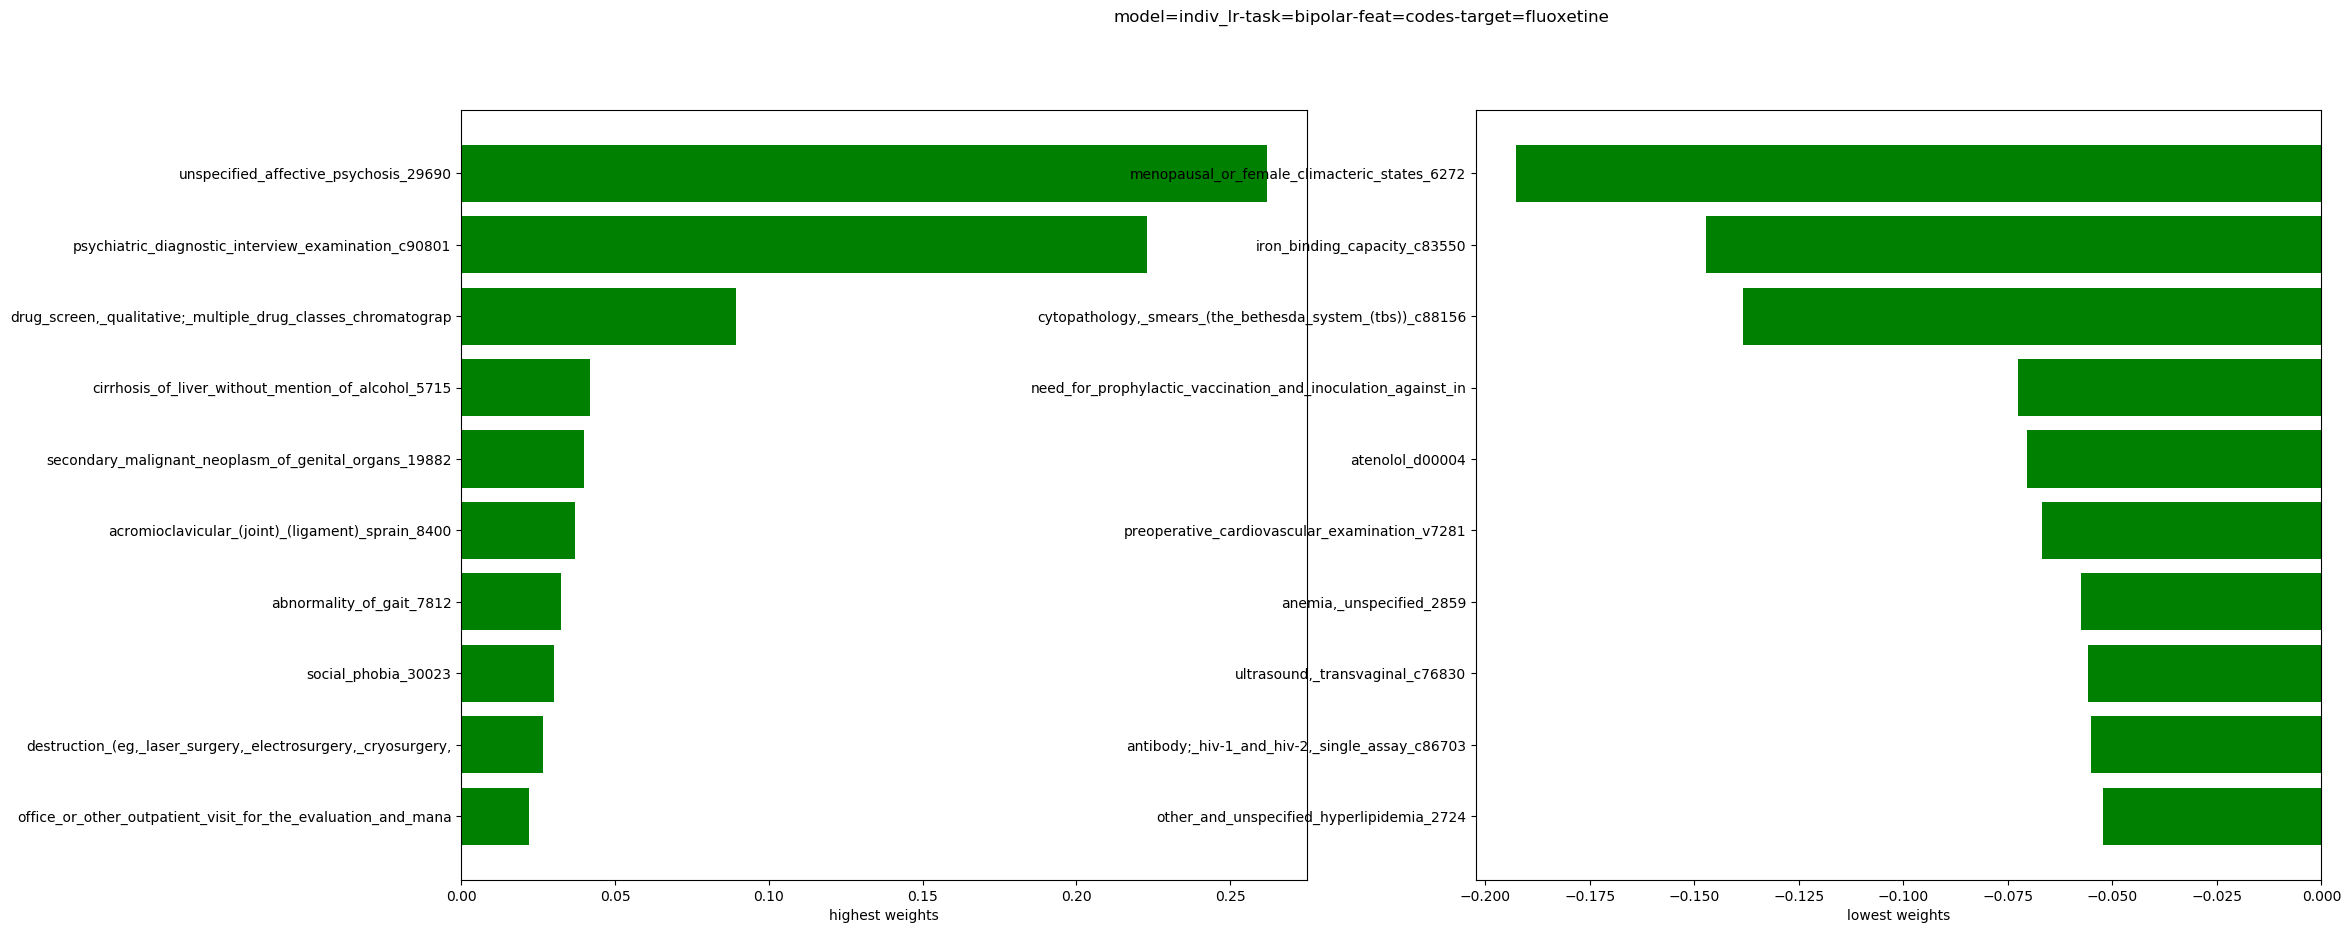 model=indiv_lr-task=bipolar-feat=codes-target=fluoxetine
unspecified_affective_psychosis_29690
psychiatric_diagnostic_interview_examination_c90801
drug_screen,_qualitative;_multiple_drug_classes_chromatograp
cirrhosis_of_liver_without_mention_of_alcohol_5715
secondary_malignant_neoplasm_of_genital_organs_19882
acromioclavicular_(joint)_(ligament)_sprain_8400
abnormality_of_gait_7812
social_phobia_30023
destruction_(eg,_laser_surgery,_electrosurgery,_cryosurgery,
office_or_other_outpatient_visit_for_the_evaluation_and_mana
0.00 0.05 0.10 0.15 0.20 0.25
highest weights
menopausal_or_female_climacteric_states_6272
iron_binding_capacity_c83550
cytopathology,_smears_(the_bethesda_system_(tbs))_c88156
need_for_prophylactic_vaccination_and_inoculation_against_in
atenolol_d00004
preoperative_cardiovascular_examination_v7281
anemia,_unspecified_2859
ultrasound,_transvaginal_c76830
antibody;_hiv-1_and_hiv-2,_single_assay_c86703
other_and_unspecified_hyperlipidemia_2724
−0.200 −0.175 −0.150 −0.125 −0.100 −0.075 −0.050 −0.025 0.000
lowest weights